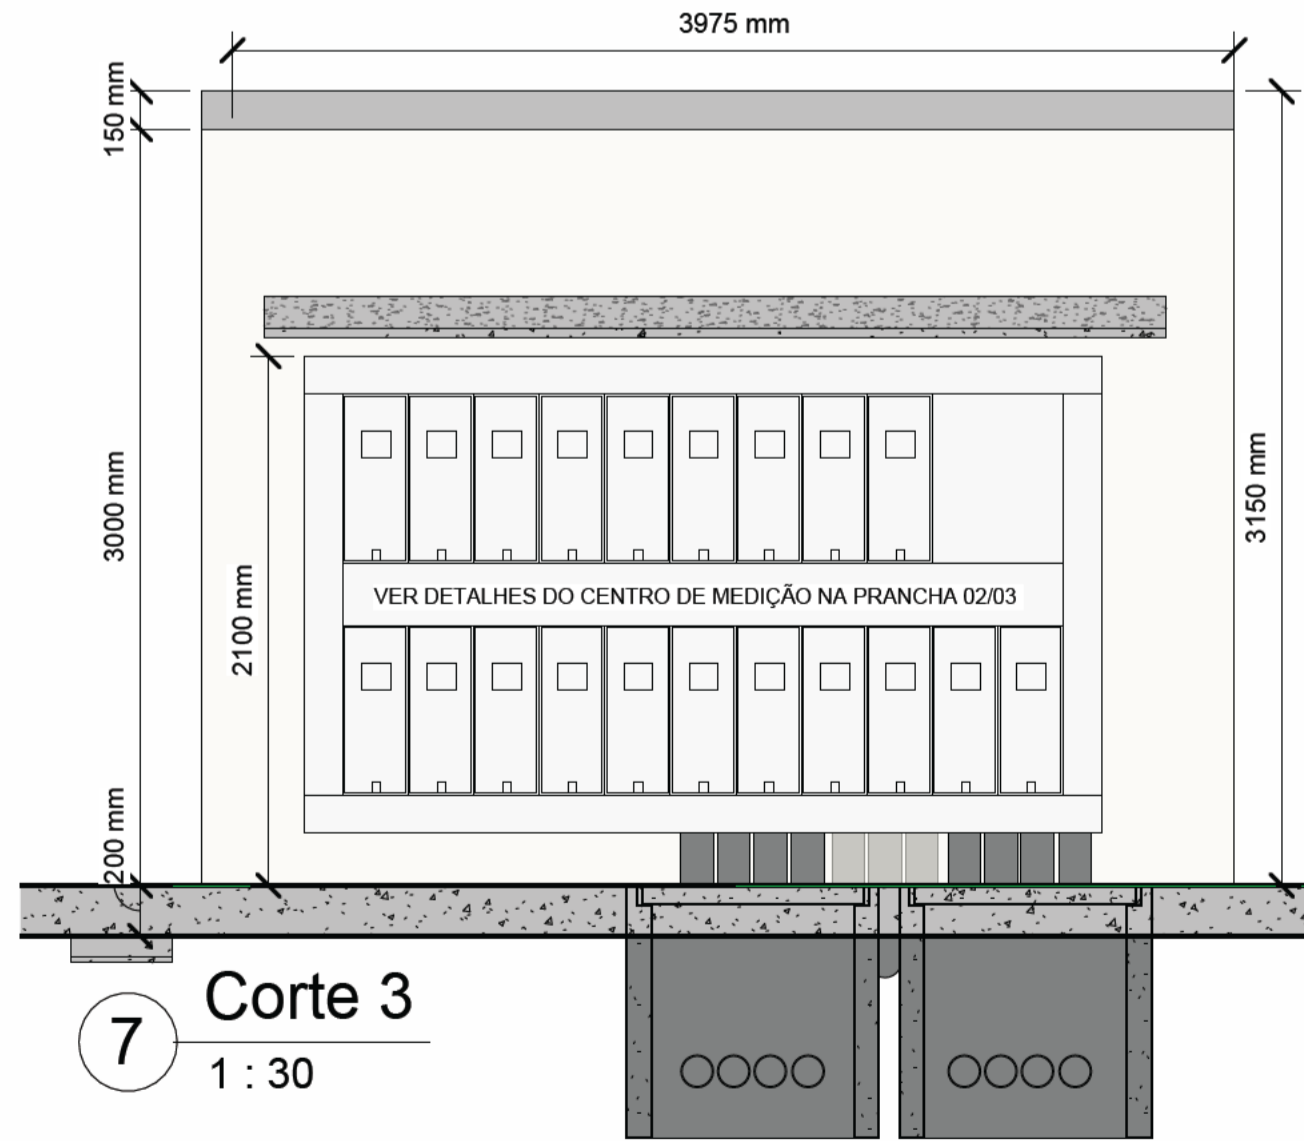 3975 mm
150 mm
3000 mm
3150 mm
2100 mm
VER DETALHES DO CENTRO DE MEDIÇÃO NA PRANCHA 02/03
200 mm
Corte 3
7
1 : 30